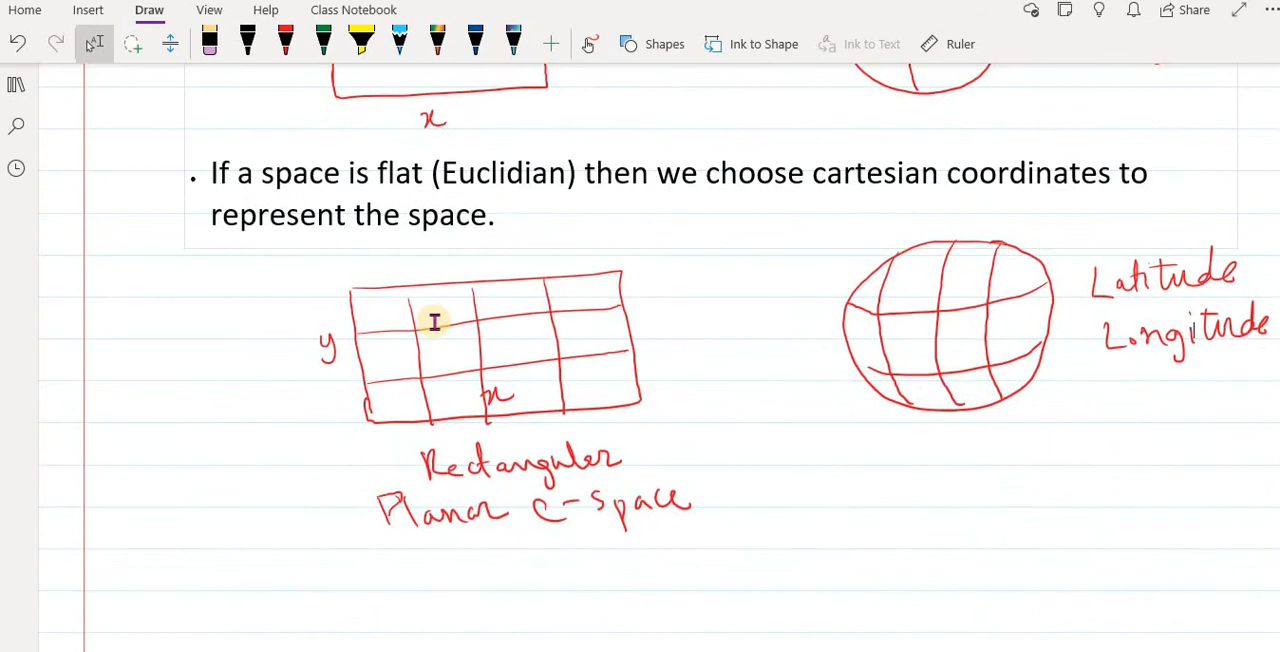 Home Insert Draw View Help Class Notebook Share
Shapes Ink to Shape Ink to Text Ruler
x
. If a space is flat (Euclidian) then we choose cartesian coordinates to
represent the space.
Latitude
Longitude
y
x
Rectanguler
Planar C-space